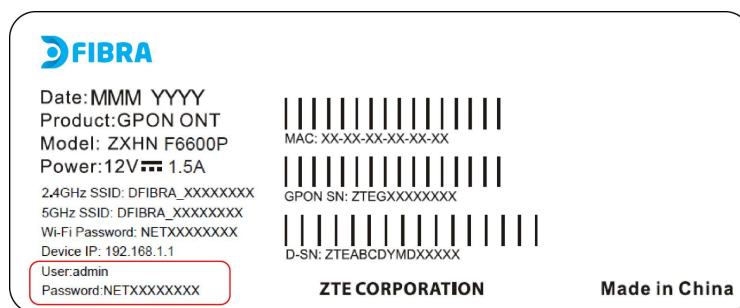 DFIBRA
Date:MMM YYYY
Product:GPON ONT
Model: ZXHN F6600P
Power:12V 1.5A
2.4GHz SSID: DFIBRA_XXXXXXXX
5GHz SSID: DFIBRA_XXXXXXXX
Wi-Fi Password: NETXXXXXXXX
Device IP: 192.168.1.1
User:admin
Password:NETXXXXXXXX
MAC: XX-XX-XX-XX-XX-XX
GPON SN: ZTEGXXXXXXXX
D-SN: ZTEABCDYMDXXXXX
ZTE CORPORATION
Made in China